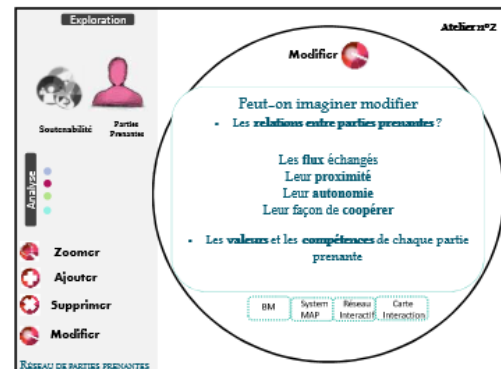 Exploration
Atelier n°2
Soutenabilité
Parties
Prenantes
Analyse
Zoomer
Ajouter
Supprimer
Modifier
RÉSEAU DE PARTIES PRENANTES
Modifier
Peut-on imaginer modifier
• Les relations entre parties prenantes ?
Les flux échangés
Leur proximité
Leur autonomie
Leur façon de coopérer
• Les valeurs et les compétences de chaque partie
prenante
BM
System
MAP
Réseau
Interactif
Carte
Interaction